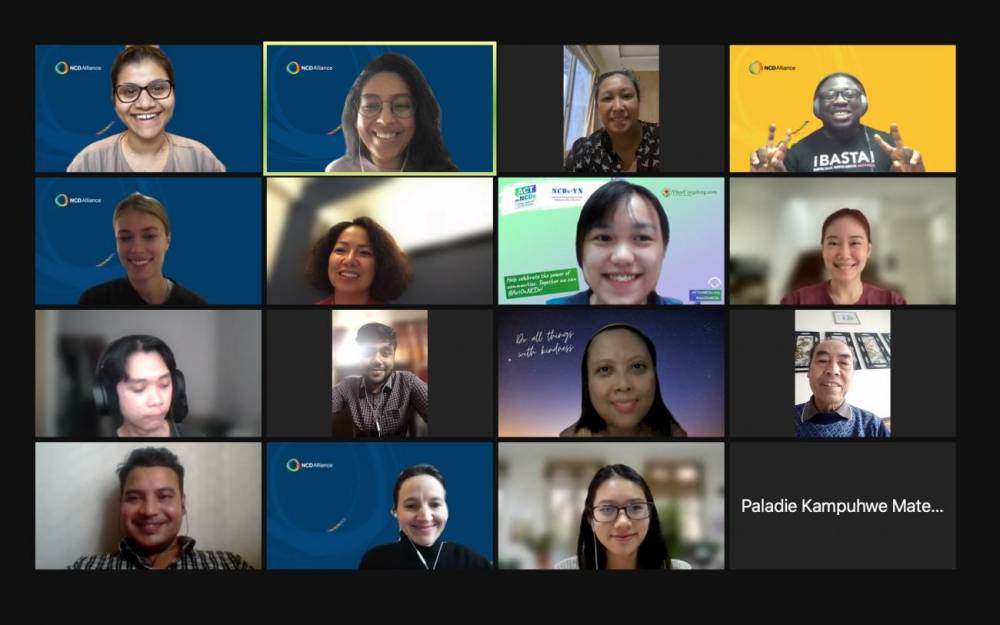 NCDAlliance
NCDAlliance
NCDAlliance
¡BASTA!
NCDAlliance
ACT
ON NCDs
NCDs-VN
Help celebrate the power of
communities. Together we can
#ActOnNCDs!
Do all things
with kindness
NCDAlliance
Paladie Kampuhwe Mate...